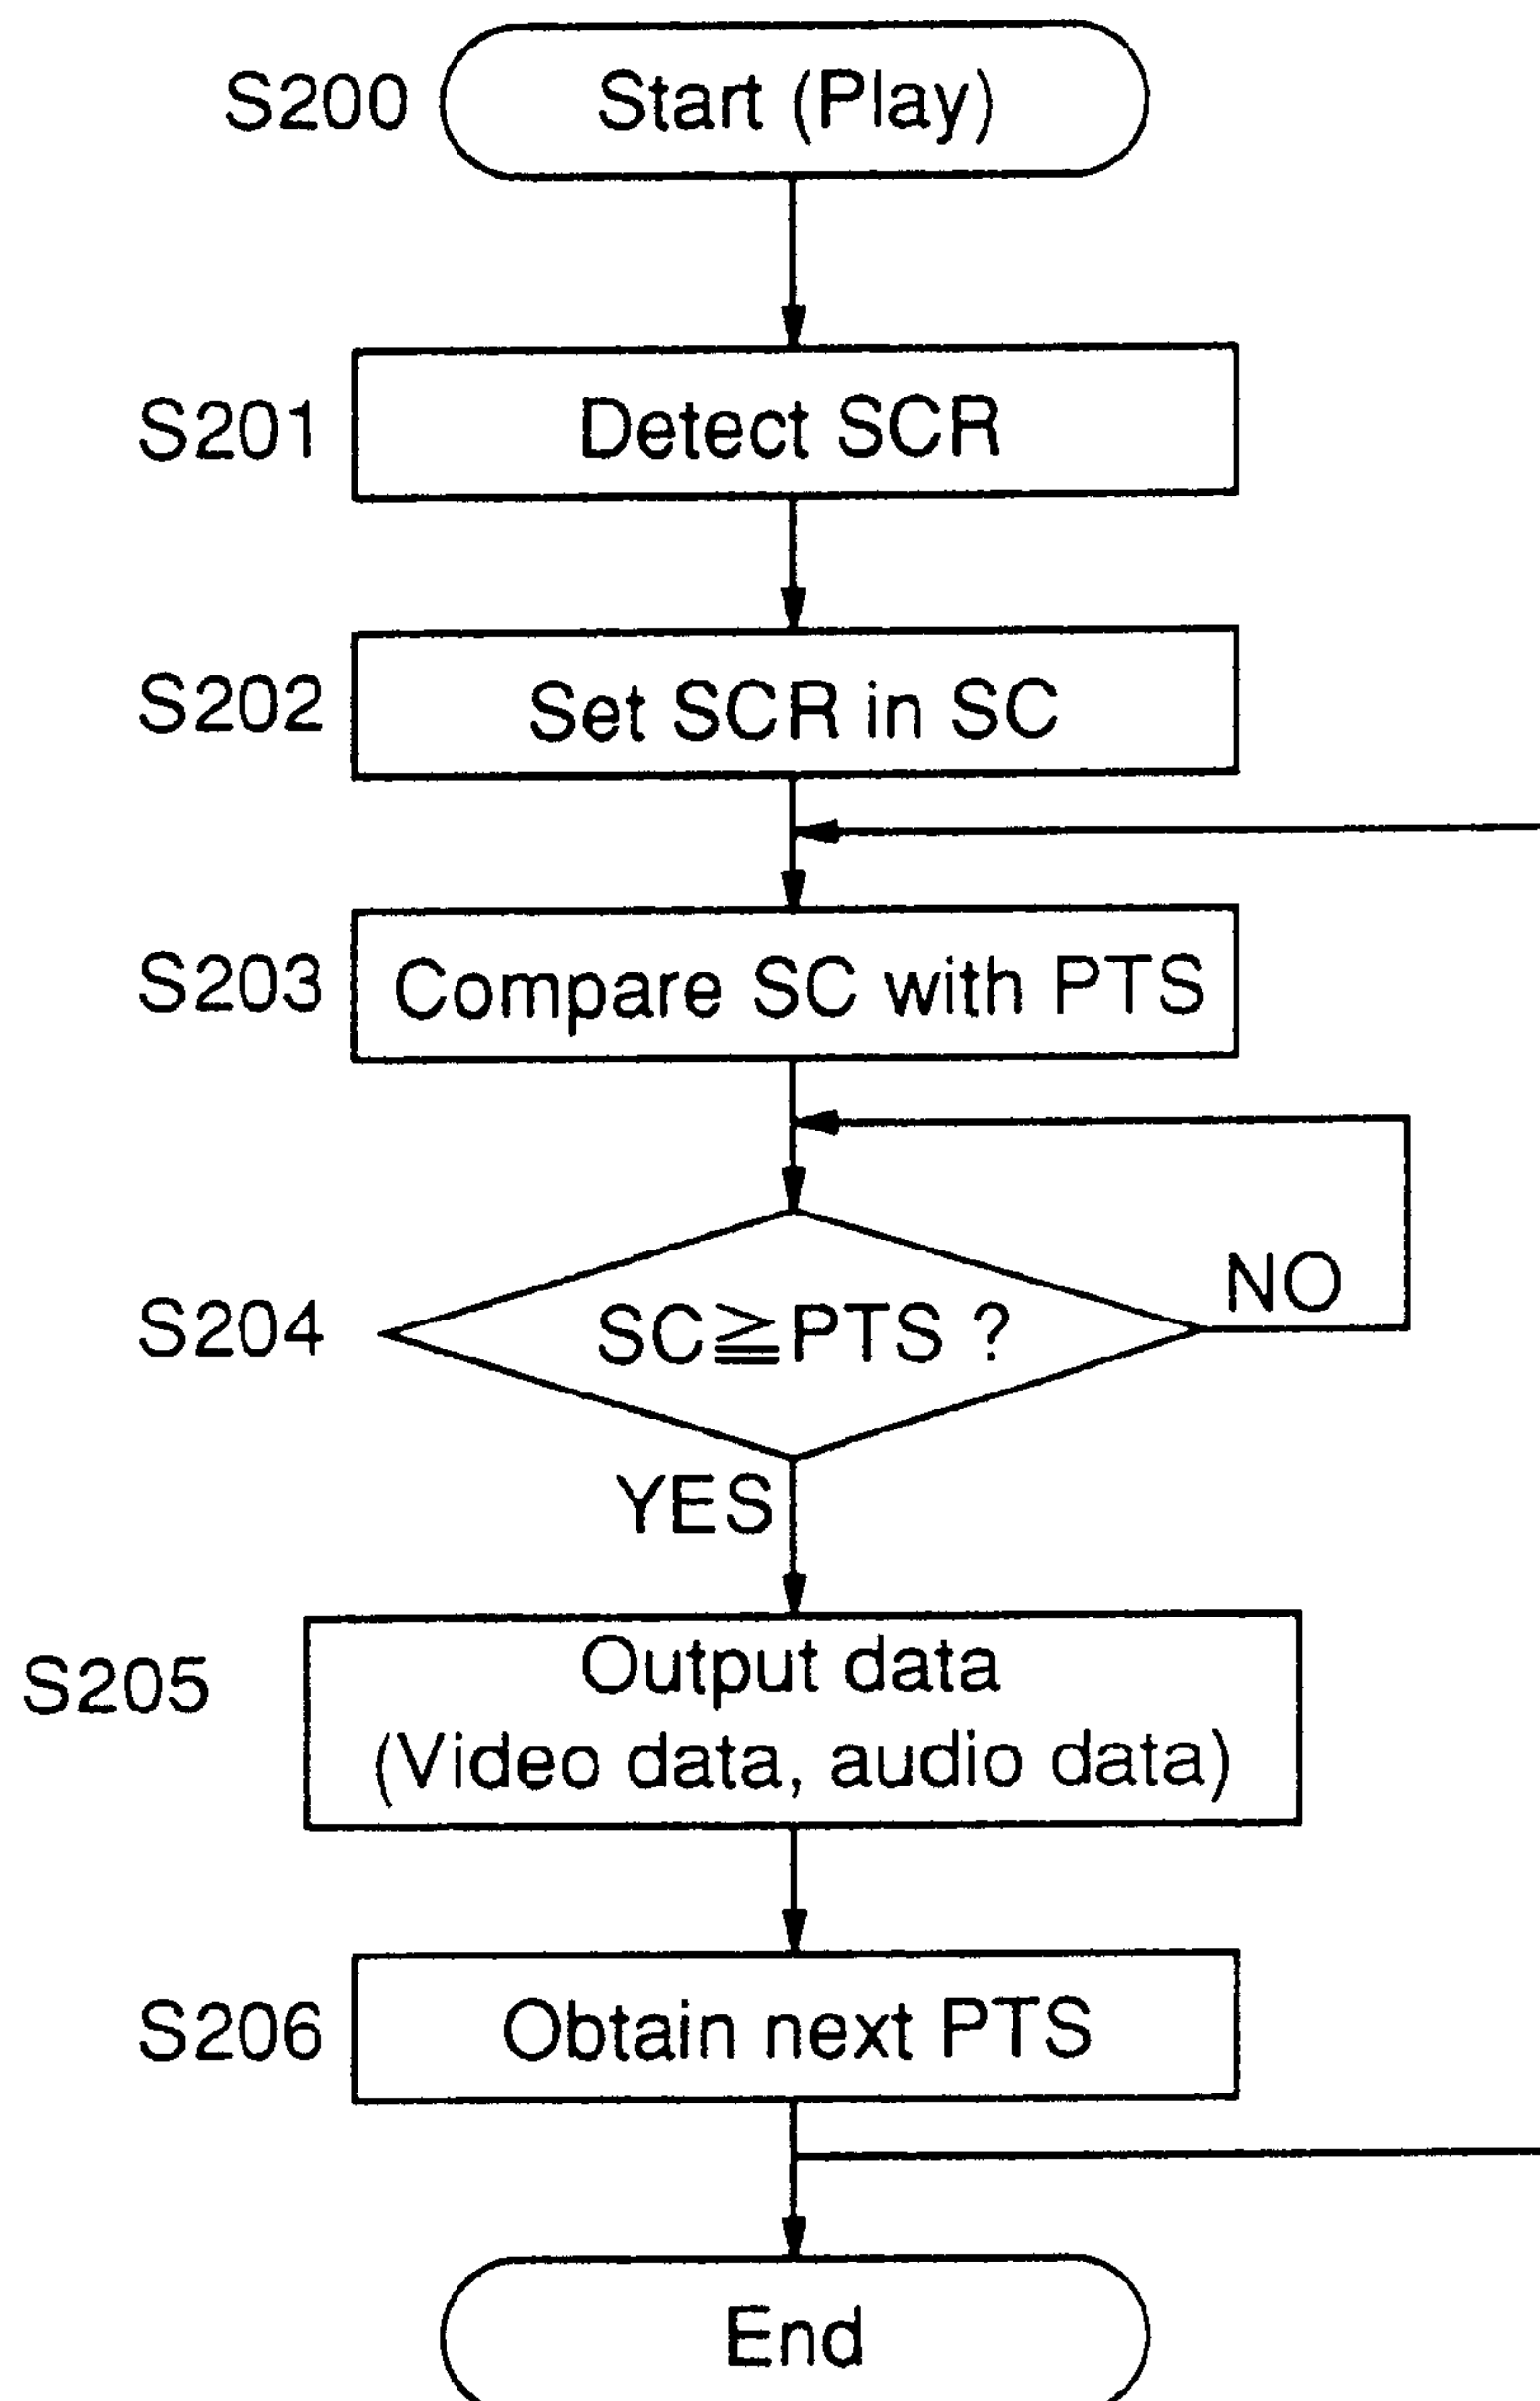 S200 Start (Play)
S201 Detect SCR
S202 Set SCR in SC
S203 Compare SC with PTS
S204 SC≧PTS ?
NO
YES
S205 Output data
(Video data, audio data)
S206 Obtain next PTS
End